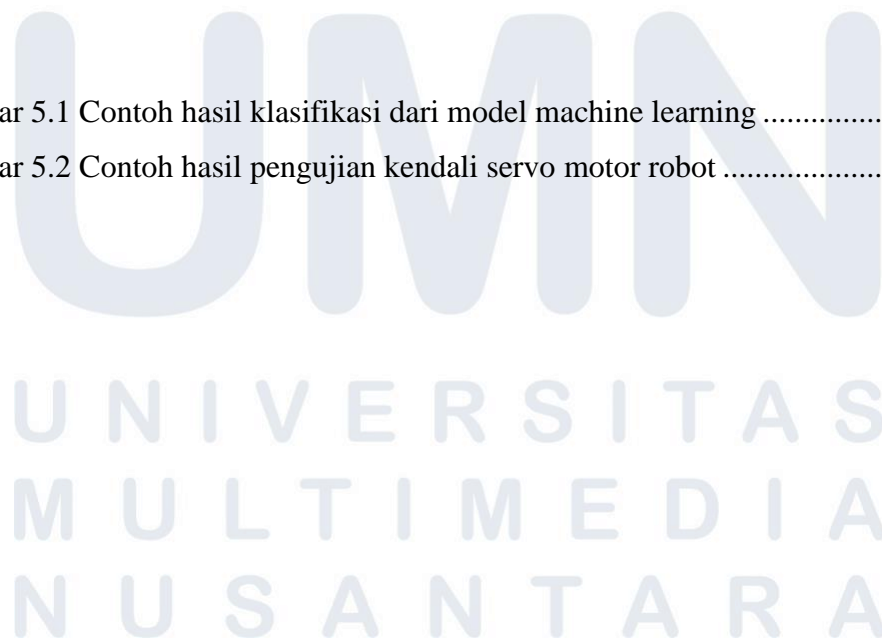 ar 5.1 Contoh hasil klasifikasi dari model machine learning ...............
ar 5.2 Contoh hasil pengujian kendali servo motor robot ....................
UMN
UNIVERSITAS
MULTIMEDIA
NUSANTARA